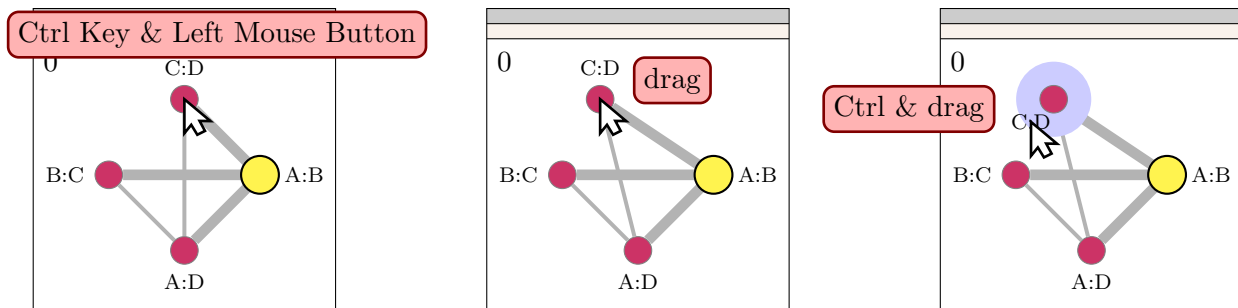 Ctrl Key & Left Mouse Button
0
C:D
B:C
A:B
A:D
0
C:D
drag
B:C
A:B
A:D
0
Ctrl & drag
C:D
B:C
A:B
A:D